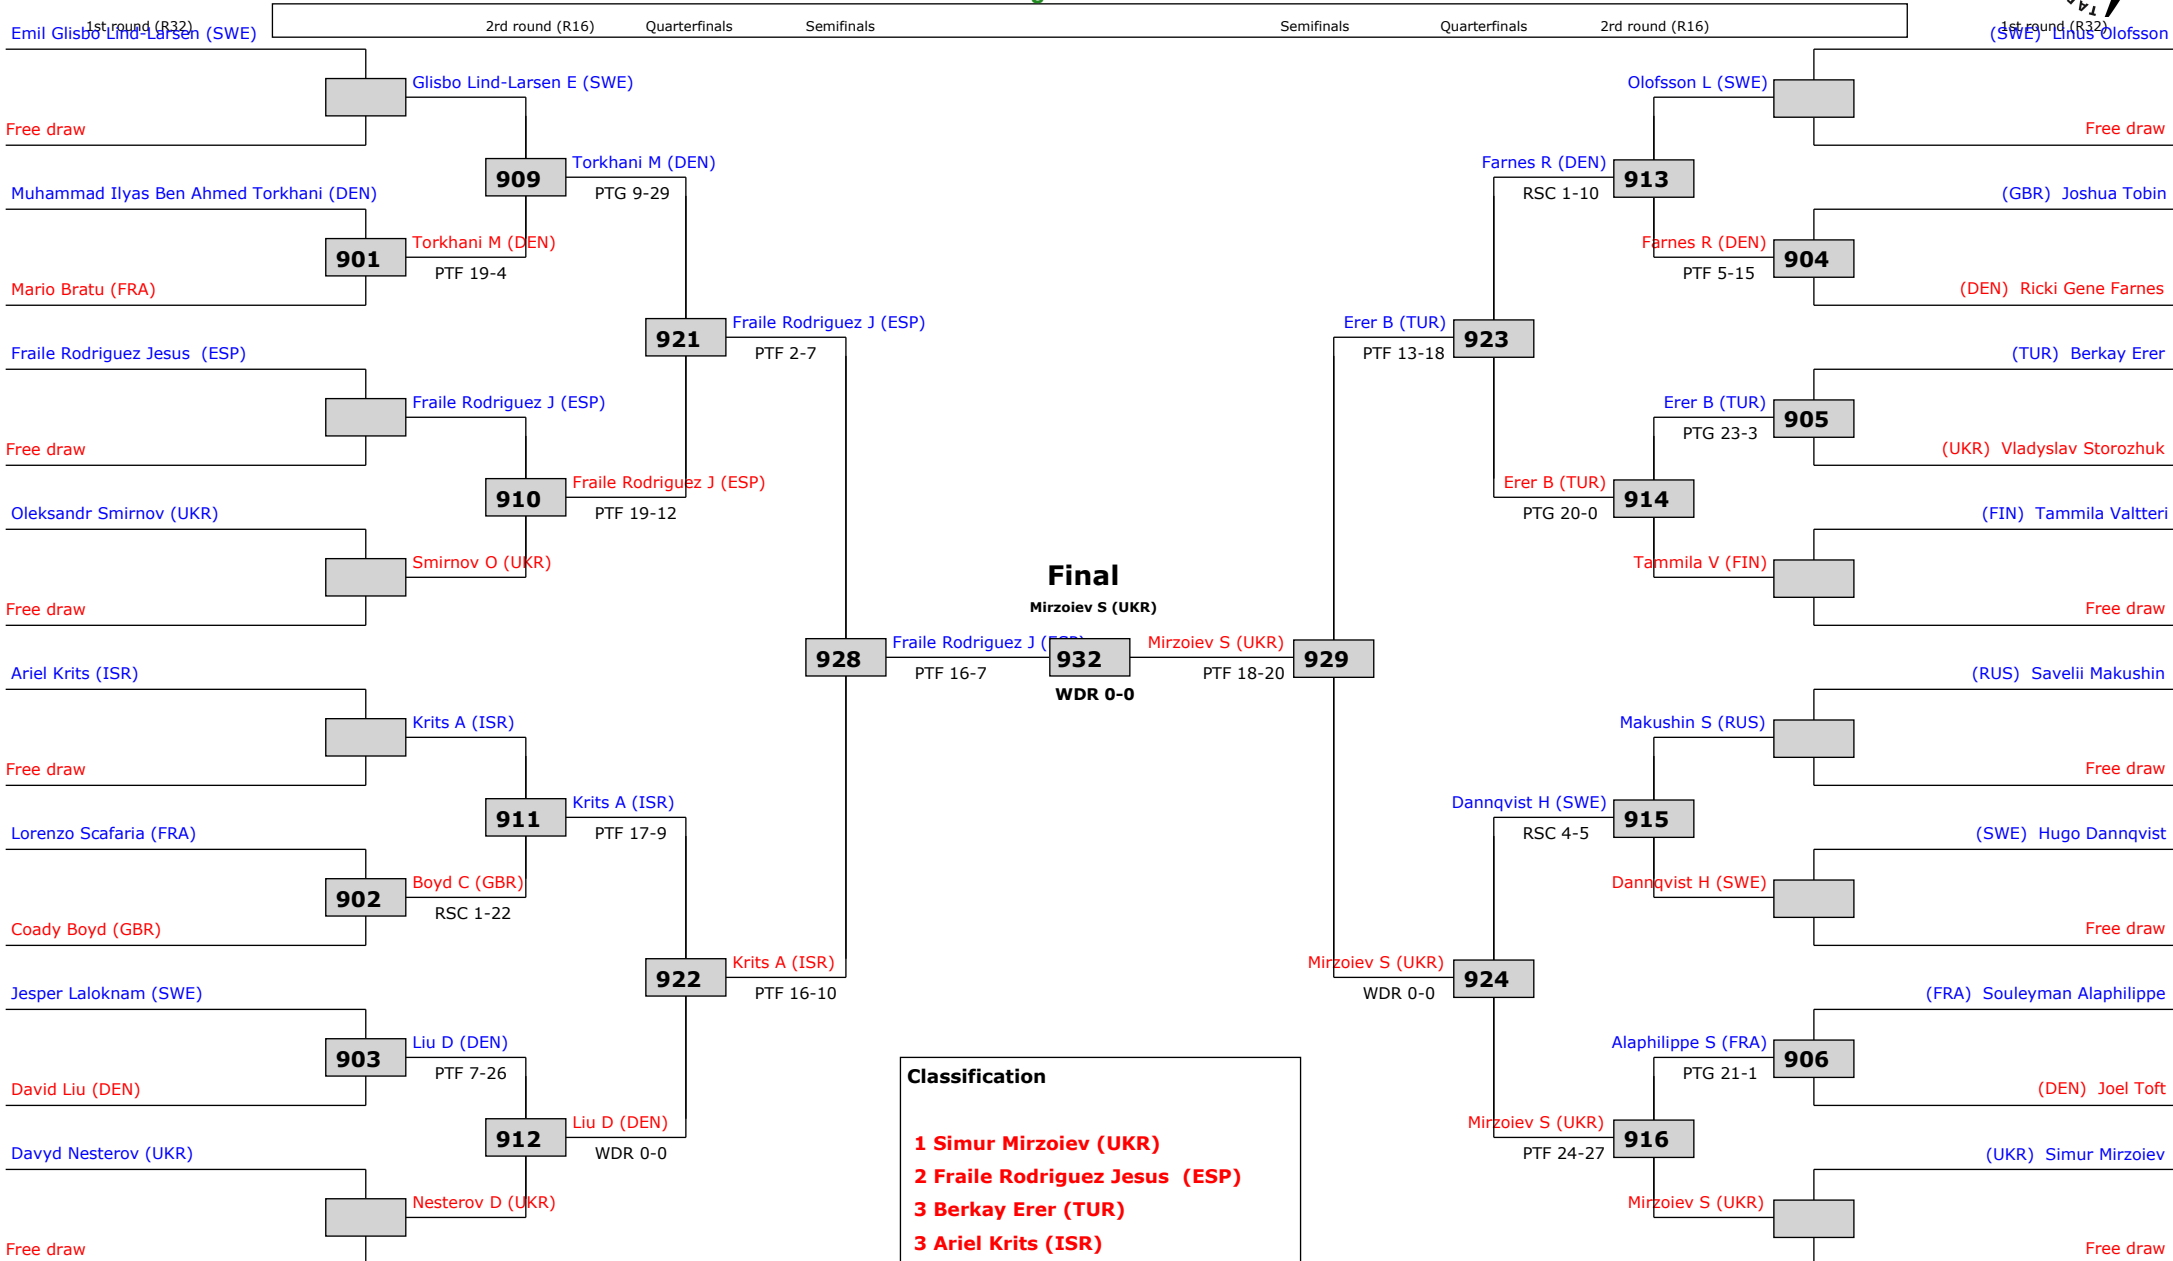 1st round (R32)
2rd round (R16)
Quarterfinals
Semifinals
Semifinals
Quarterfinals
2rd round (R16)
1st round (R32)
Emil Glisbo Lind-Larsen (SWE)
(SWE) Linus Olofsson
Glisbo Lind-Larsen E (SWE)
Olofsson L (SWE)
Free draw
Free draw
909
Torkhani M (DEN)
PTG 9-29
Farnes R (DEN)
RSC 1-10
913
Muhammad Ilyas Ben Ahmed Torkhani (DEN)
(GBR) Joshua Tobin
901
Torkhani M (DEN)
PTF 19-4
Farnes R (DEN)
PTF 5-15
904
Mario Bratu (FRA)
(DEN) Ricki Gene Farnes
921
Fraile Rodriguez J (ESP)
PTF 2-7
Erer B (TUR)
PTF 13-18
923
Fraile Rodriguez Jesus (ESP)
(TUR) Berkay Erer
Fraile Rodriguez J (ESP)
Erer B (TUR)
PTG 23-3
905
Free draw
(UKR) Vladyslav Storozhuk
910
Fraile Rodriguez J (ESP)
PTF 19-12
Erer B (TUR)
PTG 20-0
914
Oleksandr Smirnov (UKR)
(FIN) Tammila Valtteri
Smirnov O (UKR)
Tammila V (FIN)
Free draw
Free draw
Final
Mirzoiev S (UKR)
928
Fraile Rodriguez J (ESP)
PTF 16-7
932
WDR 0-0
Mirzoiev S (UKR)
PTF 18-20
929
Ariel Krits (ISR)
(RUS) Savelii Makushin
Krits A (ISR)
Makushin S (RUS)
Free draw
Free draw
911
Krits A (ISR)
PTF 17-9
Dannqvist H (SWE)
RSC 4-5
915
Lorenzo Scafaria (FRA)
(SWE) Hugo Dannqvist
902
Boyd C (GBR)
RSC 1-22
Dannqvist H (SWE)
Coady Boyd (GBR)
Free draw
922
Krits A (ISR)
PTF 16-10
Mirzoiev S (UKR)
WDR 0-0
924
Jesper Laloknam (SWE)
(FRA) Souleyman Alaphilippe
903
Liu D (DEN)
PTF 7-26
Alaphilippe S (FRA)
PTG 21-1
906
David Liu (DEN)
(DEN) Joel Toft
912
Liu D (DEN)
WDR 0-0
Mirzoiev S (UKR)
PTF 24-27
916
Davyd Nesterov (UKR)
(UKR) Simur Mirzoiev
Nesterov D (UKR)
Mirzoiev S (UKR)
Free draw
Free draw
Classification
1 Simur Mirzoiev (UKR)
2 Fraile Rodriguez Jesus (ESP)
3 Berkay Erer (TUR)
3 Ariel Krits (ISR)